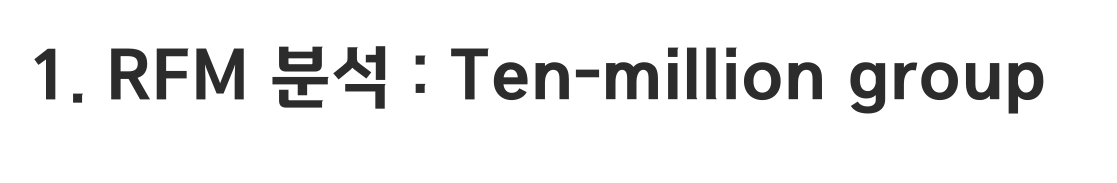 1. RFM 분석 : Ten-million group